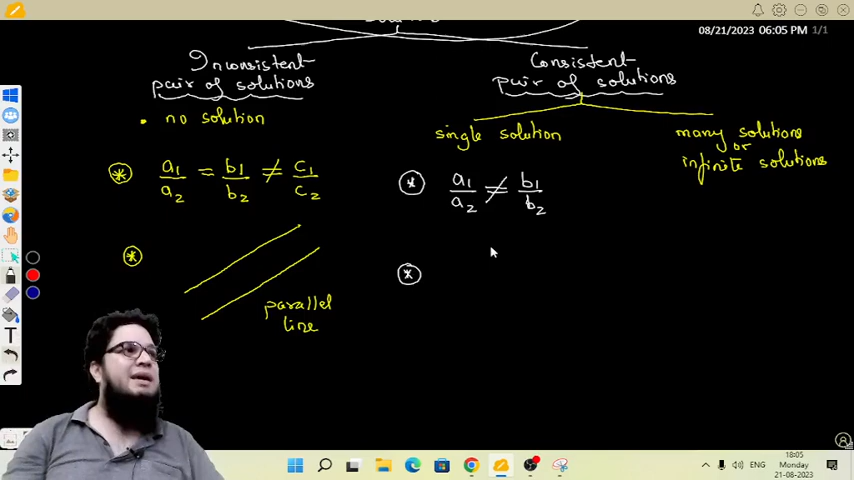 08/21/2023 06:05 PM 1/1
Inconsistent
pair of solutions
Consistent
pair of solutions
• no solution
single solution
many solutions
or
infinite solutions
a1/a2 = b1/b2 ≠ c1/c2
a1/a2 ≠ b1/b2
parallel
line
T
ENG
18:05
Monday
21-08-2023